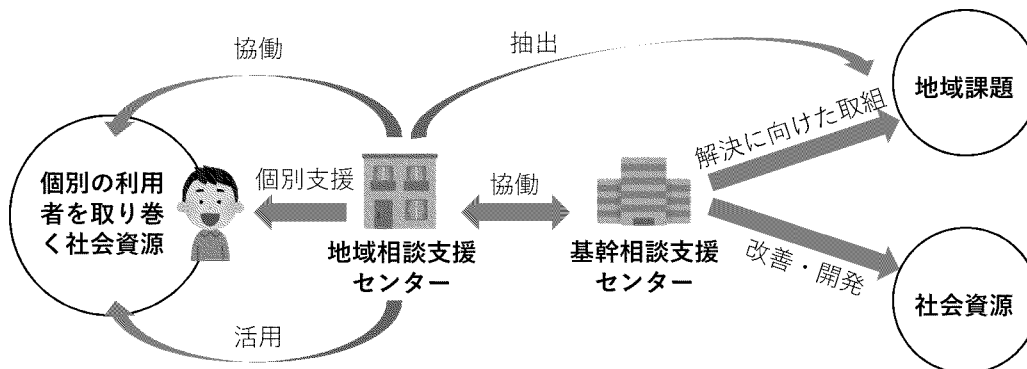 協働
抽出
地域課題
解決に向けた取組
個別の利用
者を取り巻
く社会資源
個別支援
協働
地域相談支援
センター
基幹相談支援
センター
改善・開発
社会資源
活用